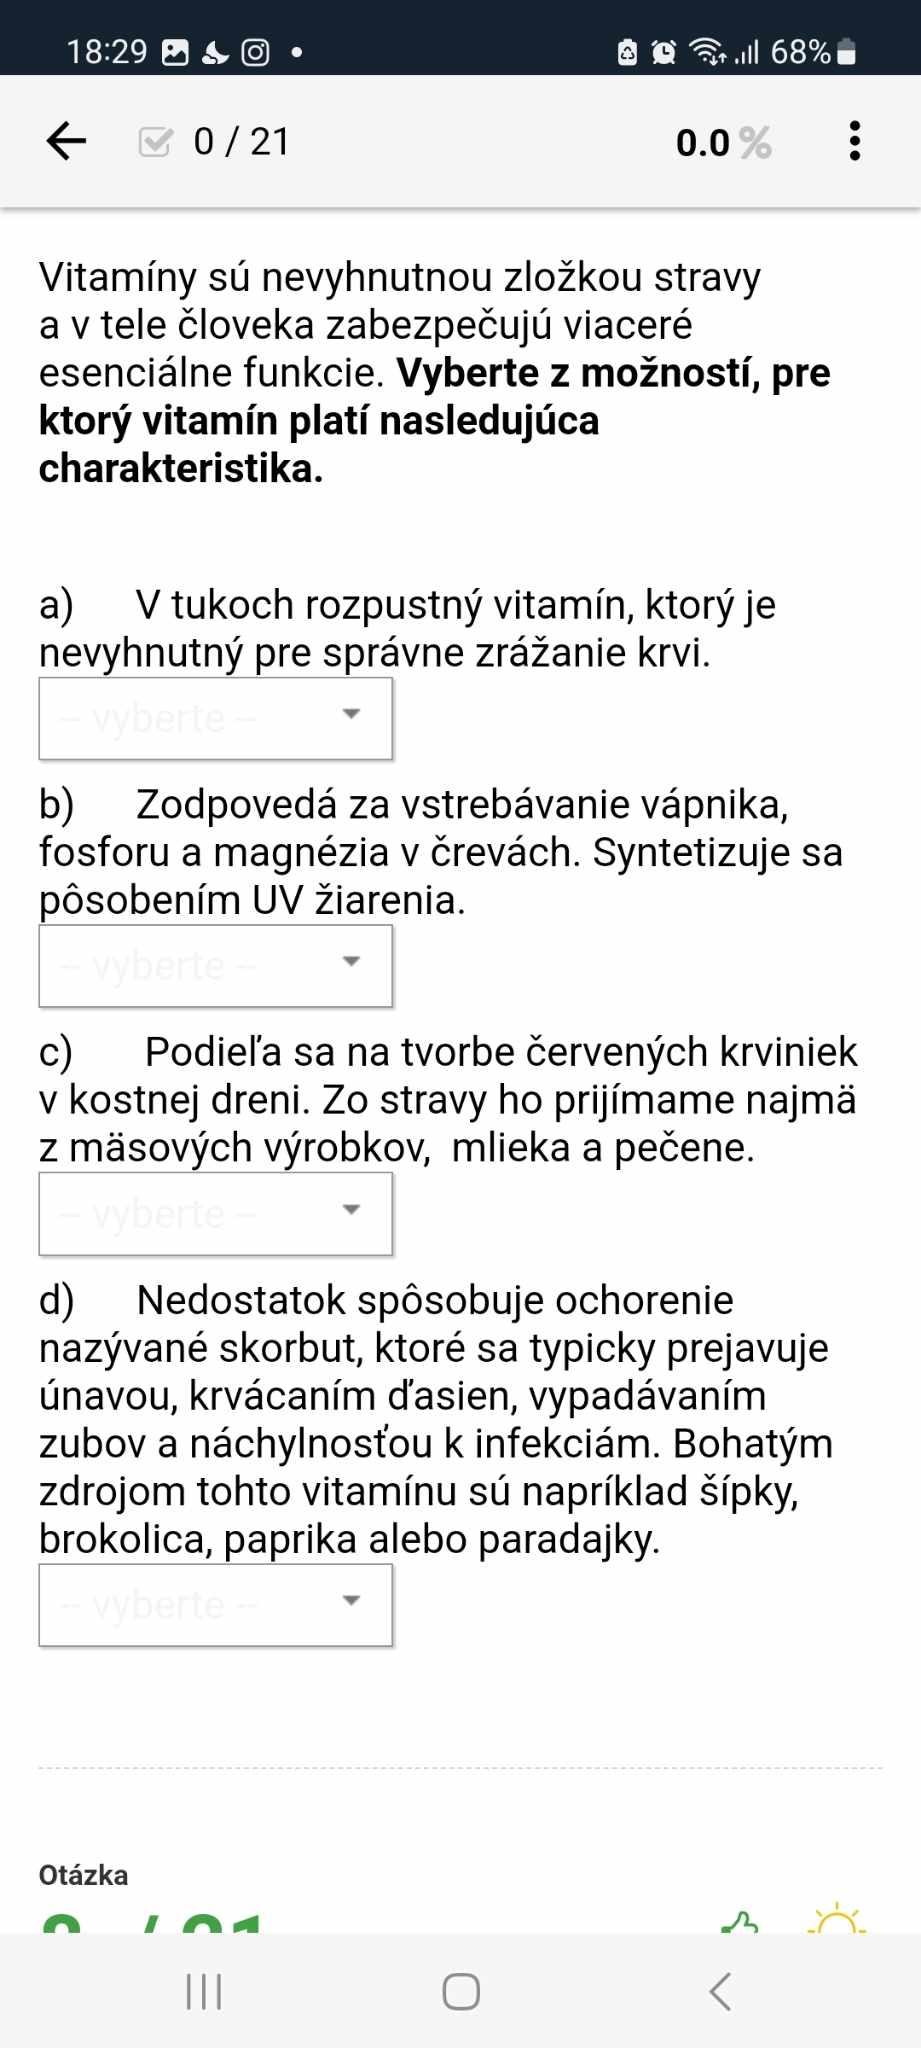 18:29
68%
0 / 21
0.0 %
Vitamíny sú nevyhnutnou zložkou stravy
a v tele človeka zabezpečujú viaceré
esenciálne funkcie. Vyberte z možností, pre
ktorý vitamín platí nasledujúca
charakteristika.
a) V tukoch rozpustný vitamín, ktorý je
nevyhnutný pre správne zrážanie krvi.
-- vyberte --
b) Zodpovedá za vstrebávanie vápnika,
fosforu a magnézia v črevách. Syntetizuje sa
pôsobením UV žiarenia.
-- vyberte --
c) Podieľa sa na tvorbe červených krviniek
v kostnej dreni. Zo stravy ho prijímame najmä
z mäsových výrobkov, mlieka a pečene.
-- vyberte --
d) Nedostatok spôsobuje ochorenie
nazývané skorbut, ktoré sa typicky prejavuje
únavou, krvácaním ďasien, vypadávaním
zubov a náchylnosťou k infekciám. Bohatým
zdrojom tohto vitamínu sú napríklad šípky,
brokolica, paprika alebo paradajky.
-- vyberte --
Otázka